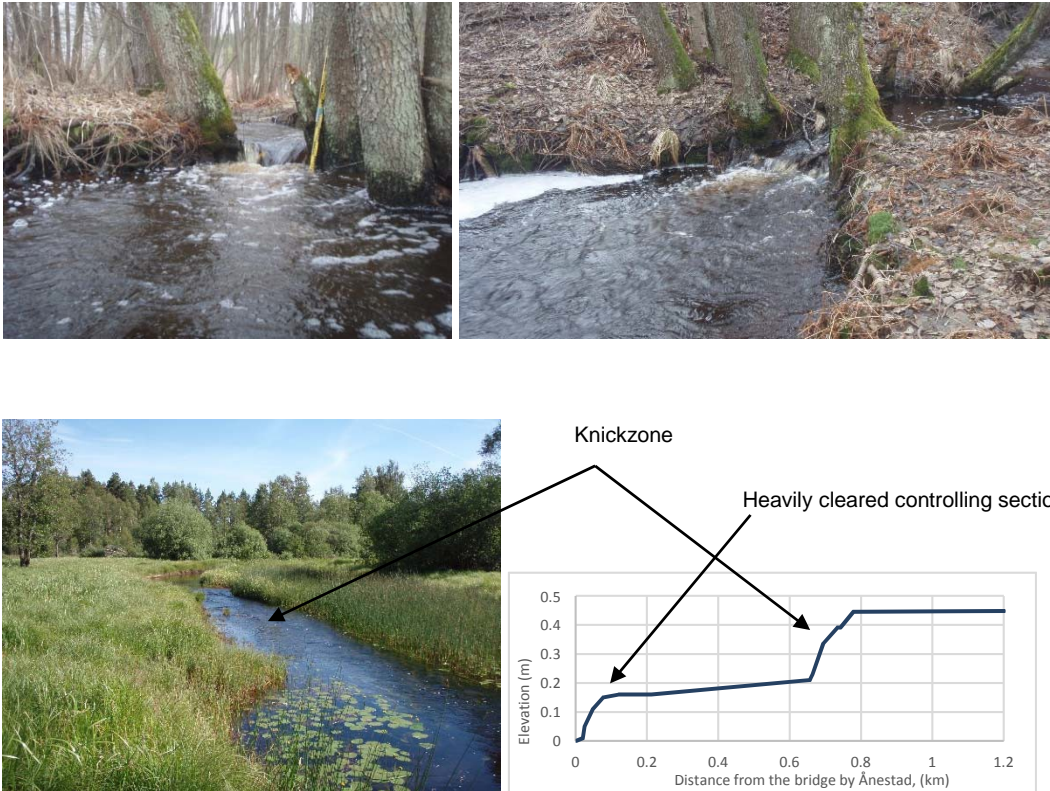 Knickzone
Heavily cleared controlling sectio
0.5
0.4
0.3
0.2
0.1
0
Elevation (m)
0 0.2 0.4 0.6 0.8 1 1.2
Distance from the bridge by Ånestad, (km)